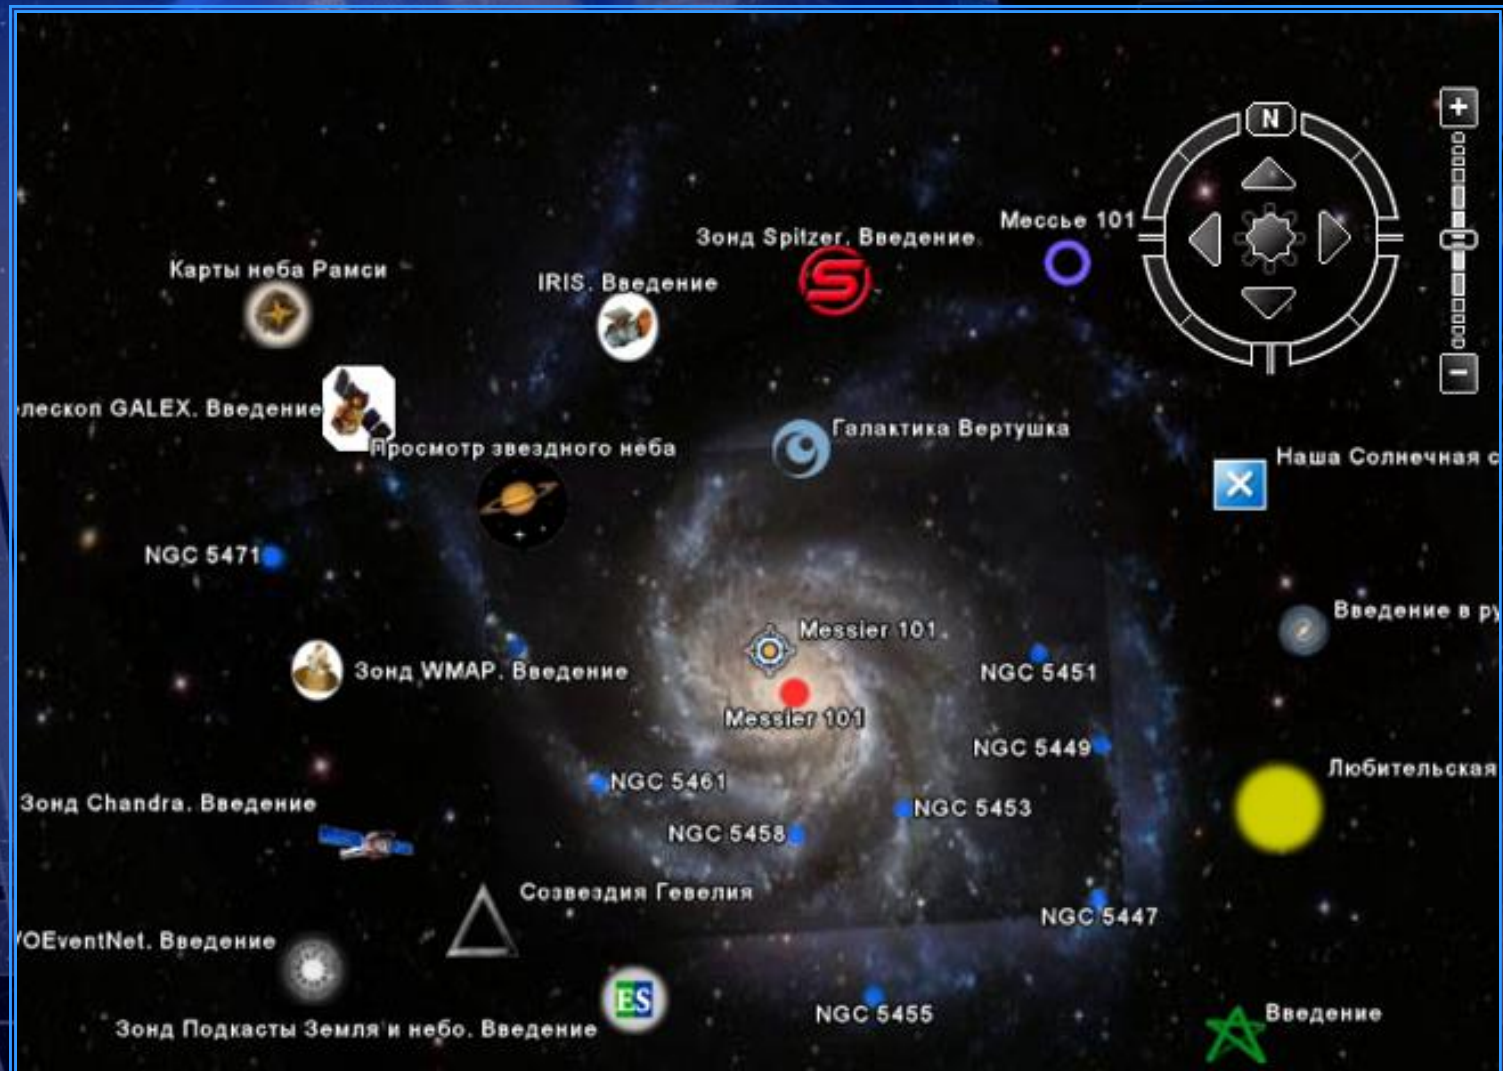 N
+
Мессье 101
Зонд Spitzer. Введение
Карты неба Рамси
IRIS. Введение
−
GALEX. Введение
Галактика Вертушка
Просмотр звездного неба
Наша Солнечная
NGC 5471
Введение в
Messier 101
Зонд WMAP. Введение
NGC 5451
Messier 101
NGC 5449
Любительская
NGC 5461
Зонд Chandra. Введение
NGC 5453
NGC 5458
Созвездия Гевелия
NGC 5447
VOEventNet. Введение
ES
NGC 5455
Введение
Зонд Подкасты Земля и небо. Введение